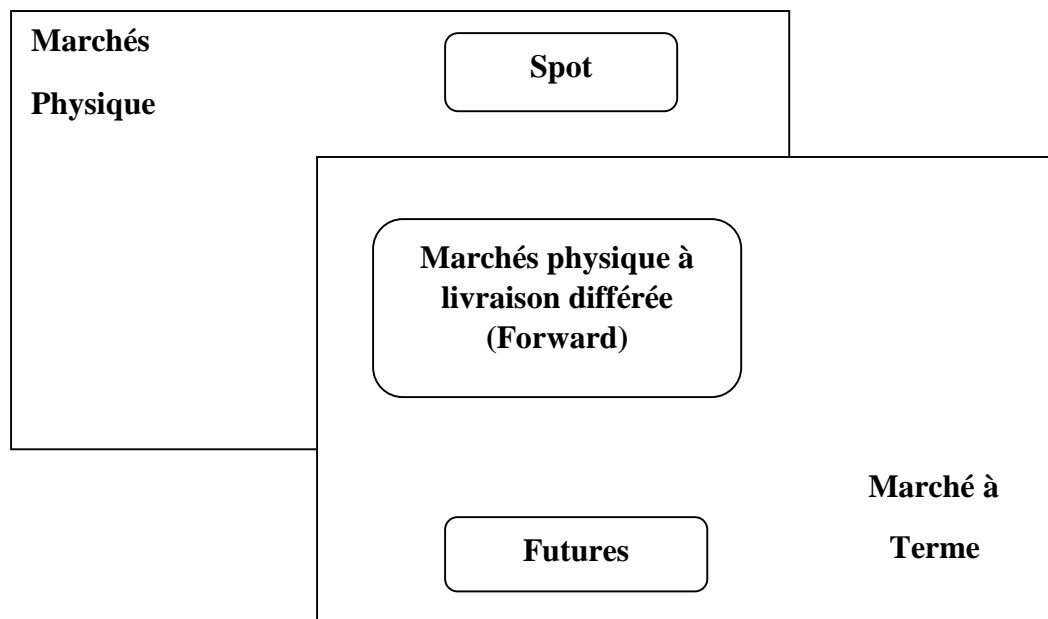 Marchés
Physique
Spot
Marchés physique à
livraison différée
(Forward)
Marché à
Terme
Futures